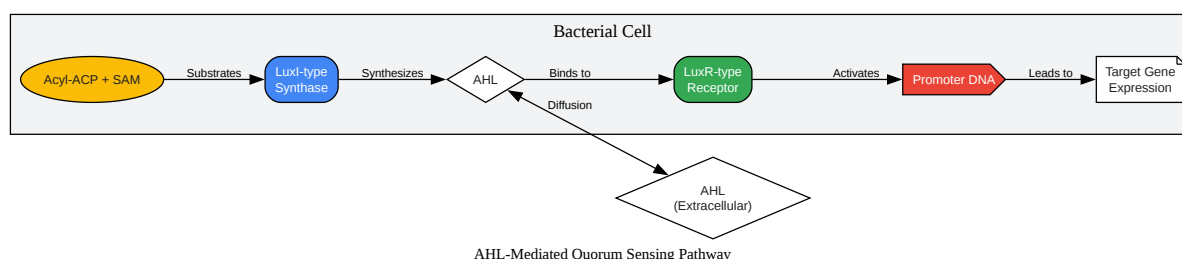 Bacterial Cell
Acyl-ACP + SAM
Substrates
LuxI-type
Synthase
Synthesizes
AHL
Binds to
LuxR-type
Receptor
Activates
Promoter DNA
Leads to
Target Gene
Expression
Diffusion
AHL
(Extracellular)
AHL-Mediated Quorum Sensing Pathway